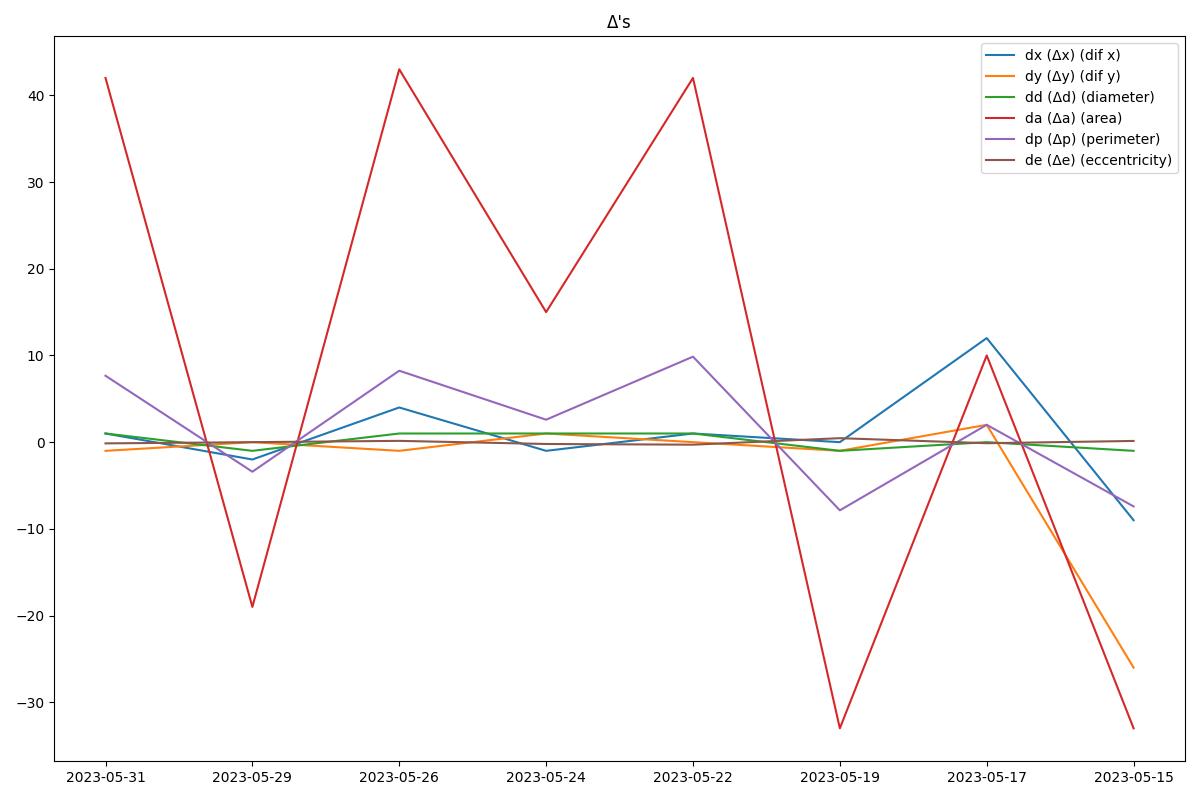 Δ's
dx (Δx) (dif x)
dy (Δy) (dif y)
dd (Δd) (diameter)
da (Δa) (area)
dp (Δp) (perimeter)
de (Δe) (eccentricity)
40
30
20
10
0
−10
−20
−30
2023-05-31 2023-05-29 2023-05-26 2023-05-24 2023-05-22 2023-05-19 2023-05-17 2023-05-15